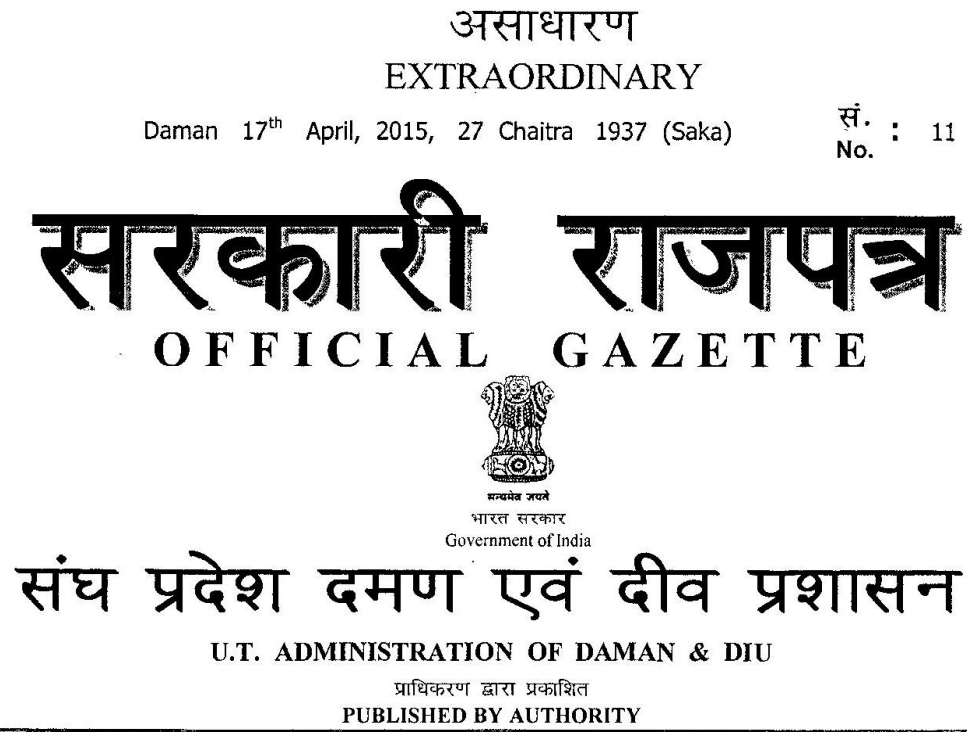 असाधारण
EXTRAORDINARY
Daman 17th April, 2015, 27 Chaitra 1937 (Saka)
सं.
No. : 11
सरकारी राजपत्र
OFFICIAL GAZETTE
सत्यमेव जयते
भारत सरकार
Government of India
संघ प्रदेश दमण एवं दीव प्रशासन
U.T. ADMINISTRATION OF DAMAN & DIU
प्राधिकरण द्वारा प्रकाशित
PUBLISHED BY AUTHORITY